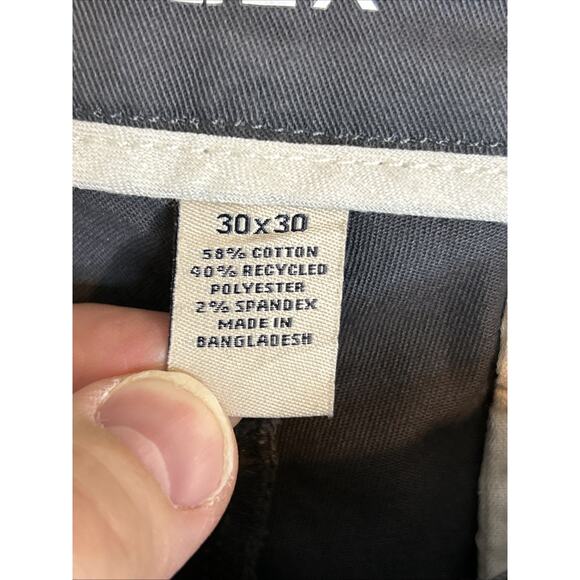 30x30
58% COTTON
40% RECYCLED
POLYESTER
2% SPANDEX
MADE IN
BANGLADESH